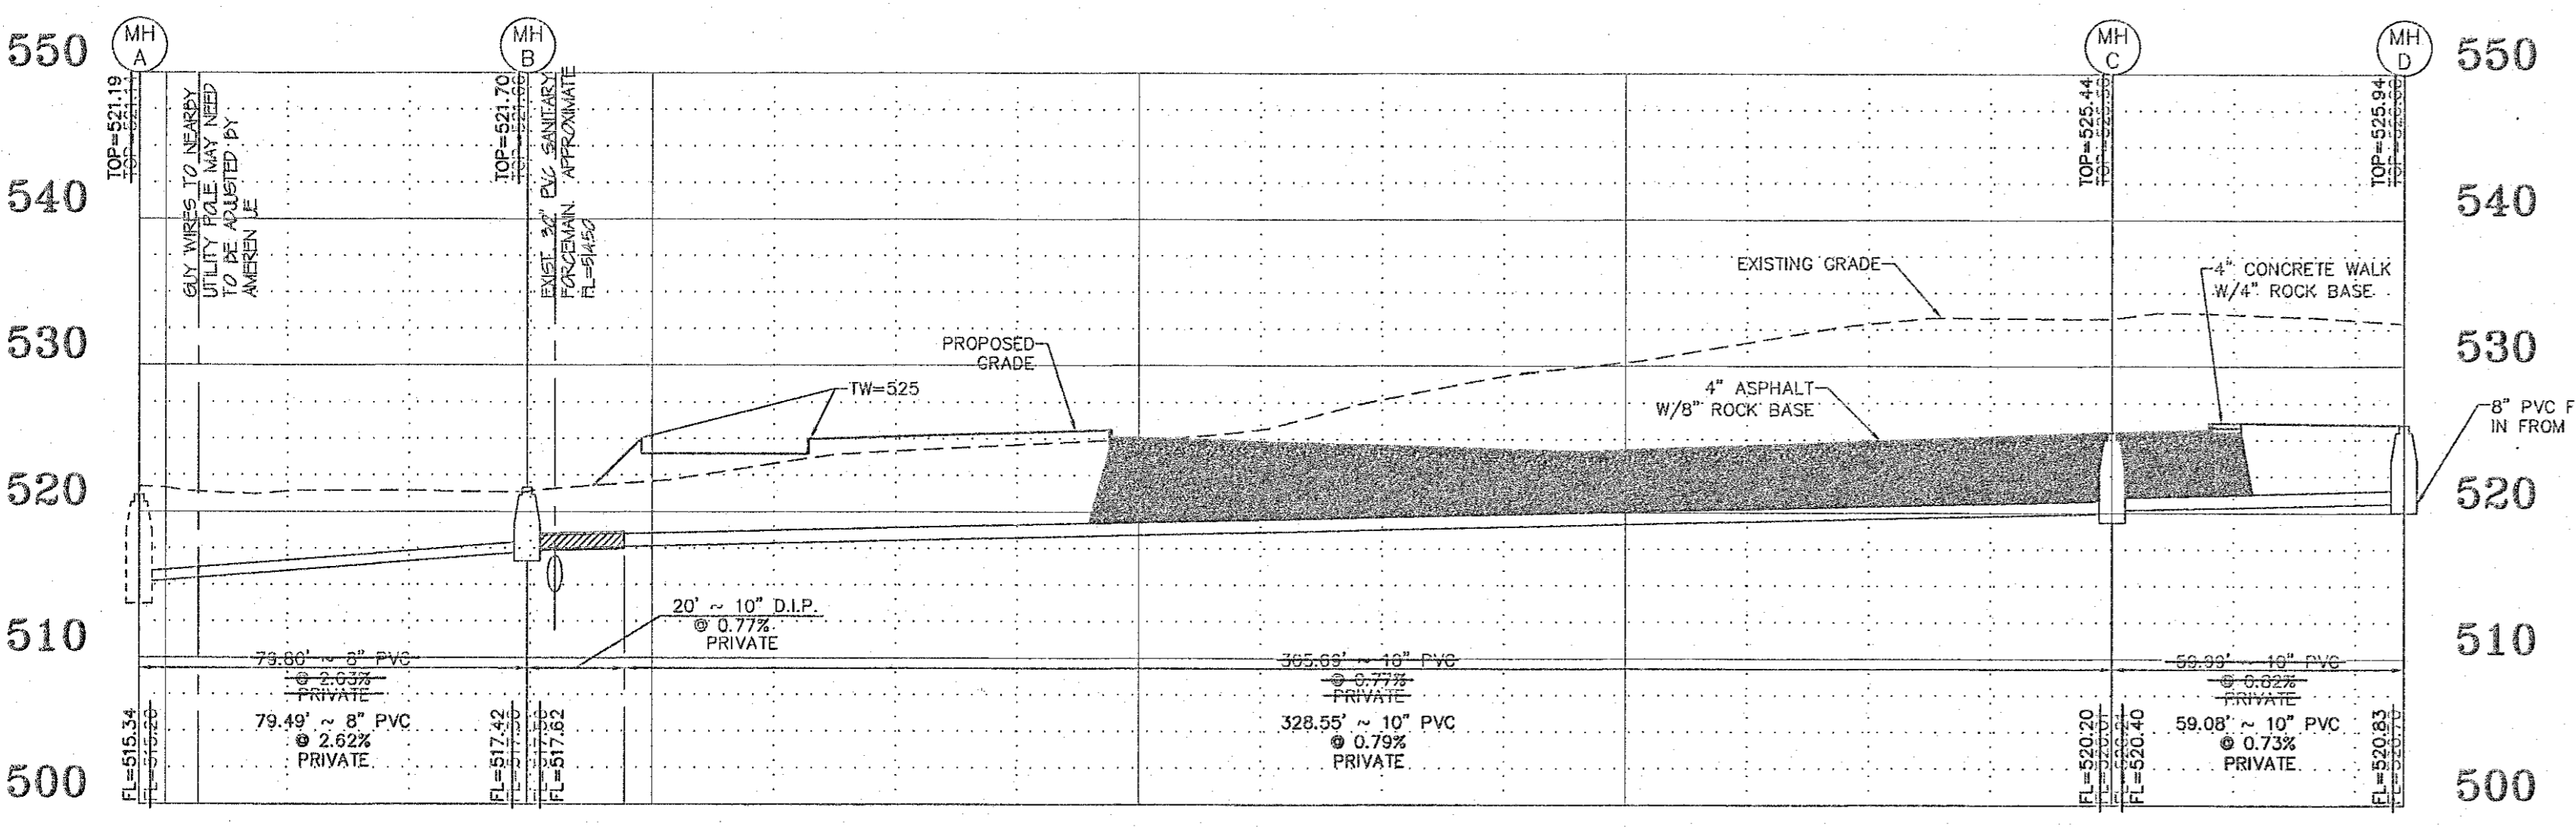 550
MH
A
MH
B
MH
C
MH
D
550
TOP=521.19
GUY WIRES TO NEARBY
UTILITY POLE MAY NEED
TO BE ADJUSTED BY
AMEREN UE
TOP=521.70
EXIST 30" PVC SANITARY
FORCEMAIN. APPROXIMATE
FL=514.50
TOP=525.44
TOP=525.94
540
540
EXISTING GRADE
4" CONCRETE WALK
W/4" ROCK BASE
530
PROPOSED
GRADE
530
TW=525
4" ASPHALT
W/8" ROCK BASE
8" PVC F
IN FROM
520
520
20' ~ 10" D.I.P.
@ 0.77%
PRIVATE
510
510
79.80' ~ 8" PVC
@ 2.63%
PRIVATE
365.69' ~ 10" PVC
@ 0.77%
PRIVATE
59.99' ~ 10" PVC
@ 0.82%
PRIVATE
79.49' ~ 8" PVC
@ 2.62%
PRIVATE
328.55' ~ 10" PVC
@ 0.79%
PRIVATE
59.08' ~ 10" PVC
@ 0.73%
PRIVATE
FL=515.34
FL=517.42
FL=517.62
FL=520.20
FL=520.40
FL=520.83
500
500